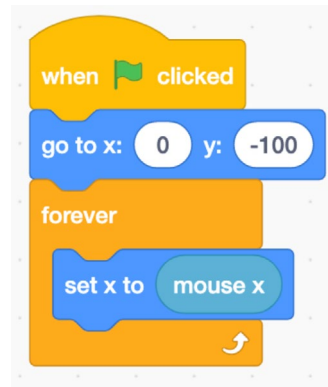 when clicked
go to x: 0 y: -100
forever
set x to mouse x